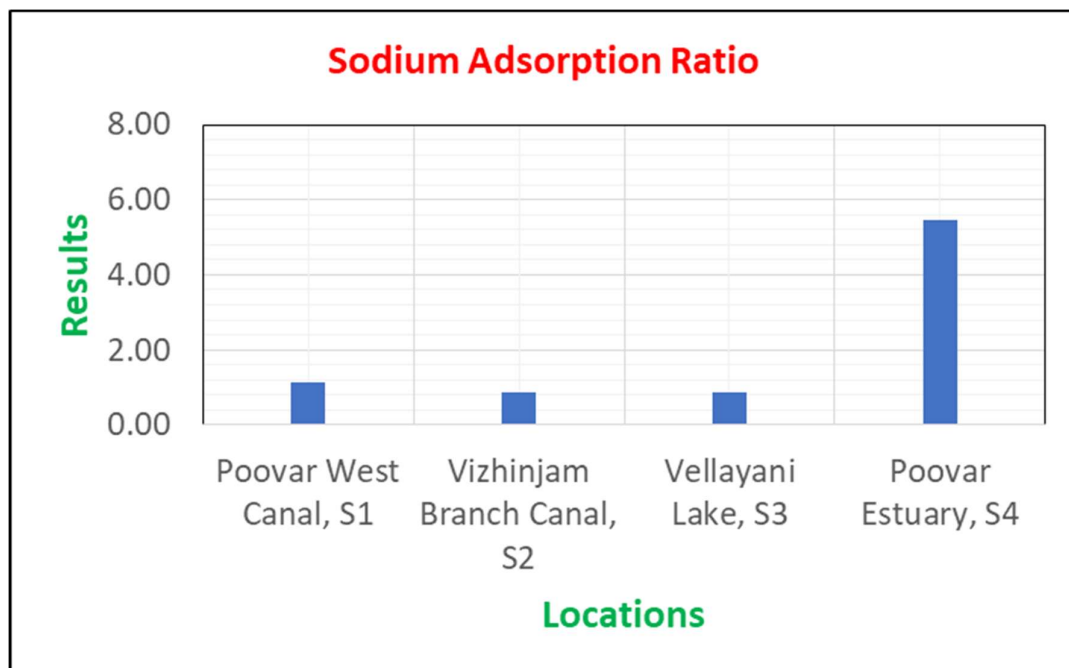 Sodium Adsorption Ratio
8.00
6.00
4.00
2.00
0.00
Results
Poovar West
Canal, S1
Vizhinjam
Branch Canal,
S2
Vellayani
Lake, S3
Poovar
Estuary, S4
Locations